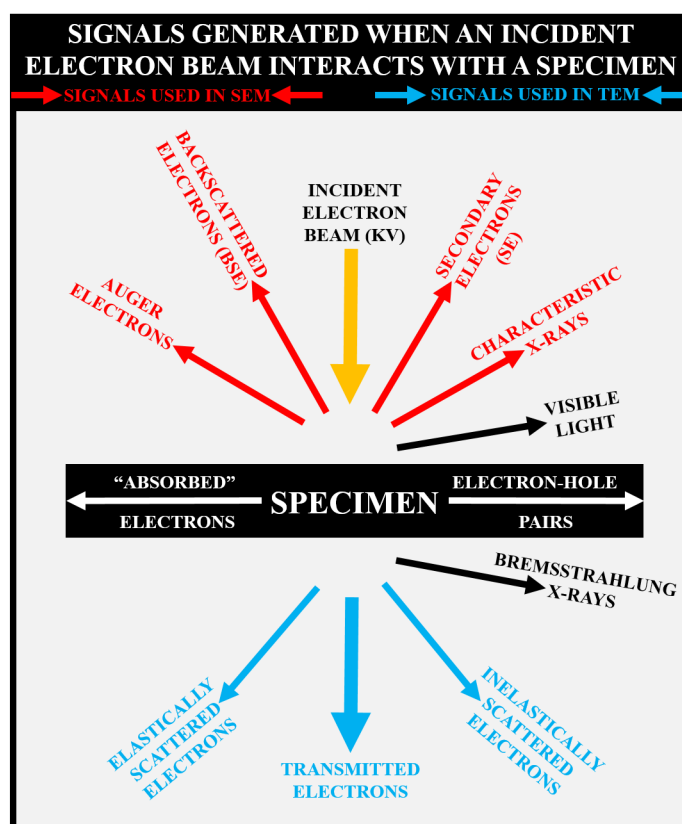 SIGNALS GENERATED WHEN AN INCIDENT
ELECTRON BEAM INTERACTS WITH A SPECIMEN
SIGNALS USED IN SEM
SIGNALS USED IN TEM
INCIDENT
ELECTRON
BEAM (KV)
BACKSCATTERED
ELECTRONS (BSE)
SECONDARY
ELECTRONS
(SE)
AUGER
ELECTRONS
CHARACTERISTIC
X-RAYS
VISIBLE
LIGHT
“ABSORBED”
ELECTRONS
SPECIMEN
ELECTRON-HOLE
PAIRS
BREMSSTRAHLUNG
X-RAYS
ELASTICALLY
SCATTERED
ELECTRONS
TRANSMITTED
ELECTRONS
INELASTICALLY
SCATTERED
ELECTRONS